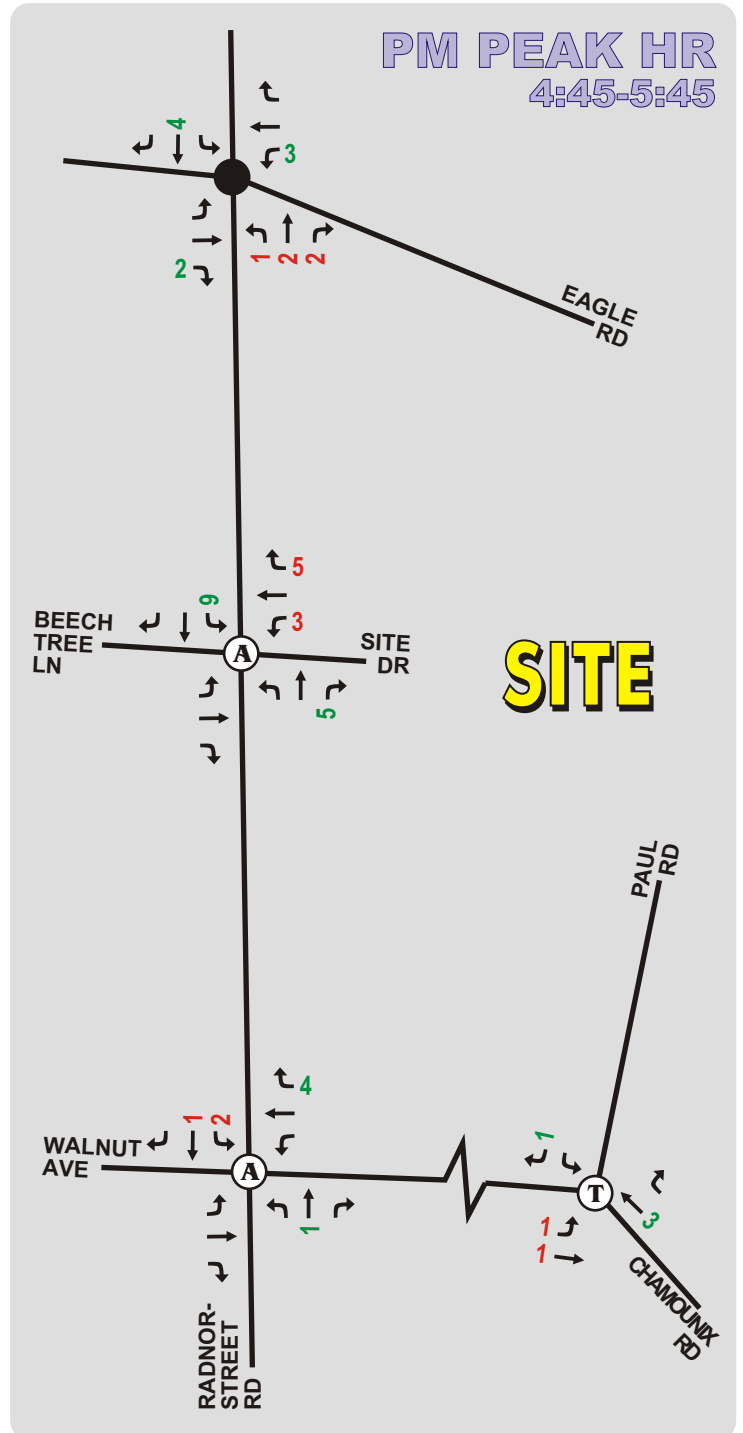 PM PEAK HR
4:45-5:45
4
3
2
1
2
2
EAGLE
RD
5
9
3
BEECH
TREE
LN
A
SITE
DR
SITE
5
PAUL
RD
4
1
2
WALNUT
AVE
A
1
1
T
3
1
1
CHAMOUNIX
RD
RADNOR-
STREET
RD